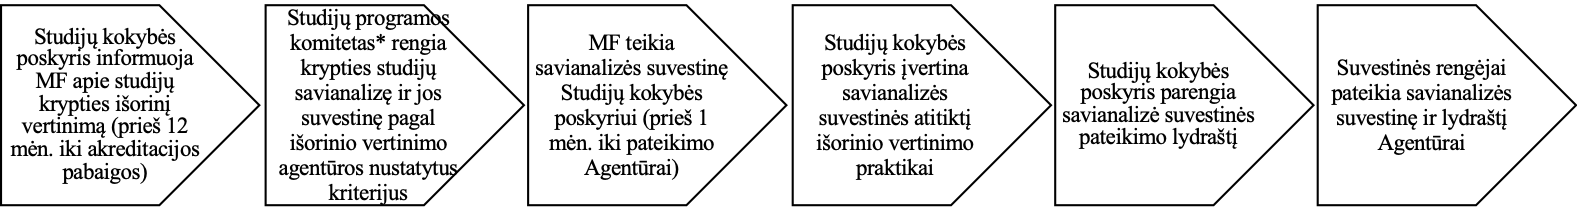 Studijų kokybės
poskyris informuoja
MF apie studijų
krypties išorinį
vertinimą (prieš 12
mėn. iki akreditacijos
pabaigos)
Studijų programos
komitetas* rengia
krypties studijų
savianalizę ir jos
suvestinę pagal
išorinio vertinimo
agentūros nustatytus
kriterijus
MF teikia
savianalizės suvestinę
Studijų kokybės
poskyriui (prieš 1
mėn. iki pateikimo
Agentūrai)
Studijų kokybės
poskyris įvertina
savianalizės
suvestinės atitiktį
išorinio vertinimo
praktikai
Studijų kokybės
poskyris parengia
savianalizė suvestinės
pateikimo lydraštį
Suvestinės rengėjai
pateikia savianalizės
suvestinę ir lydraštį
Agentūrai